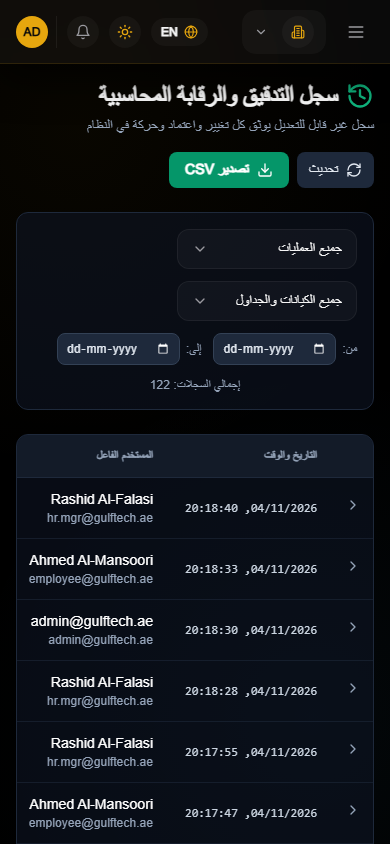 AD
EN
سجل التدقيق والرقابة المحاسبية
سجل غير قابل للتعديل يوثق كل تغيير واعتماد وحركة في النظام
تحديث
تصدير CSV
جميع العمليات
جميع الكيانات والجداول
من: dd-mm-yyyy إلى: dd-mm-yyyy
إجمالي السجلات: 122
التاريخ والوقت المستخدم الفاعل
04/11/2026, 20:18:40 Rashid Al-Falasi
hr.mgr@gulftech.ae
04/11/2026, 20:18:33 Ahmed Al-Mansoori
employee@gulftech.ae
04/11/2026, 20:18:30 admin@gulftech.ae
admin@gulftech.ae
04/11/2026, 20:18:28 Rashid Al-Falasi
hr.mgr@gulftech.ae
04/11/2026, 20:17:55 Rashid Al-Falasi
hr.mgr@gulftech.ae
04/11/2026, 20:17:47 Ahmed Al-Mansoori
employee@gulftech.ae